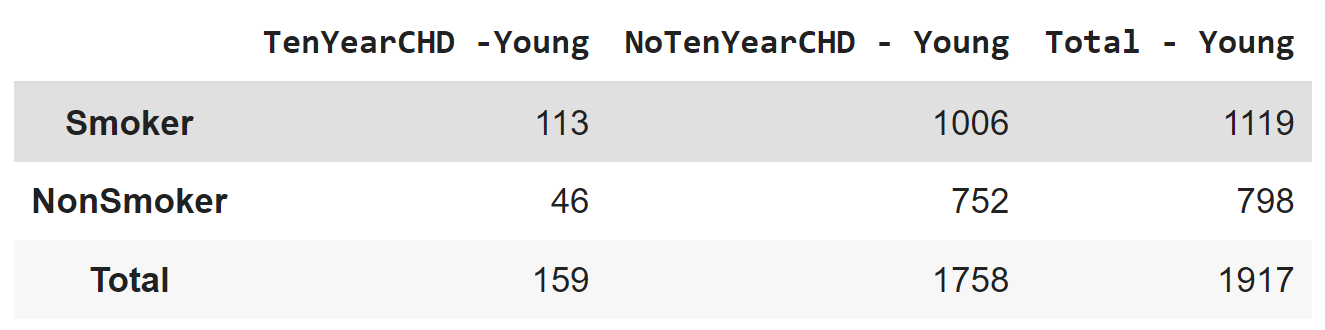 TenYearCHD -Young NoTenYearCHD - Young Total - Young
Smoker 113 1006 1119
NonSmoker 46 752 798
Total 159 1758 1917